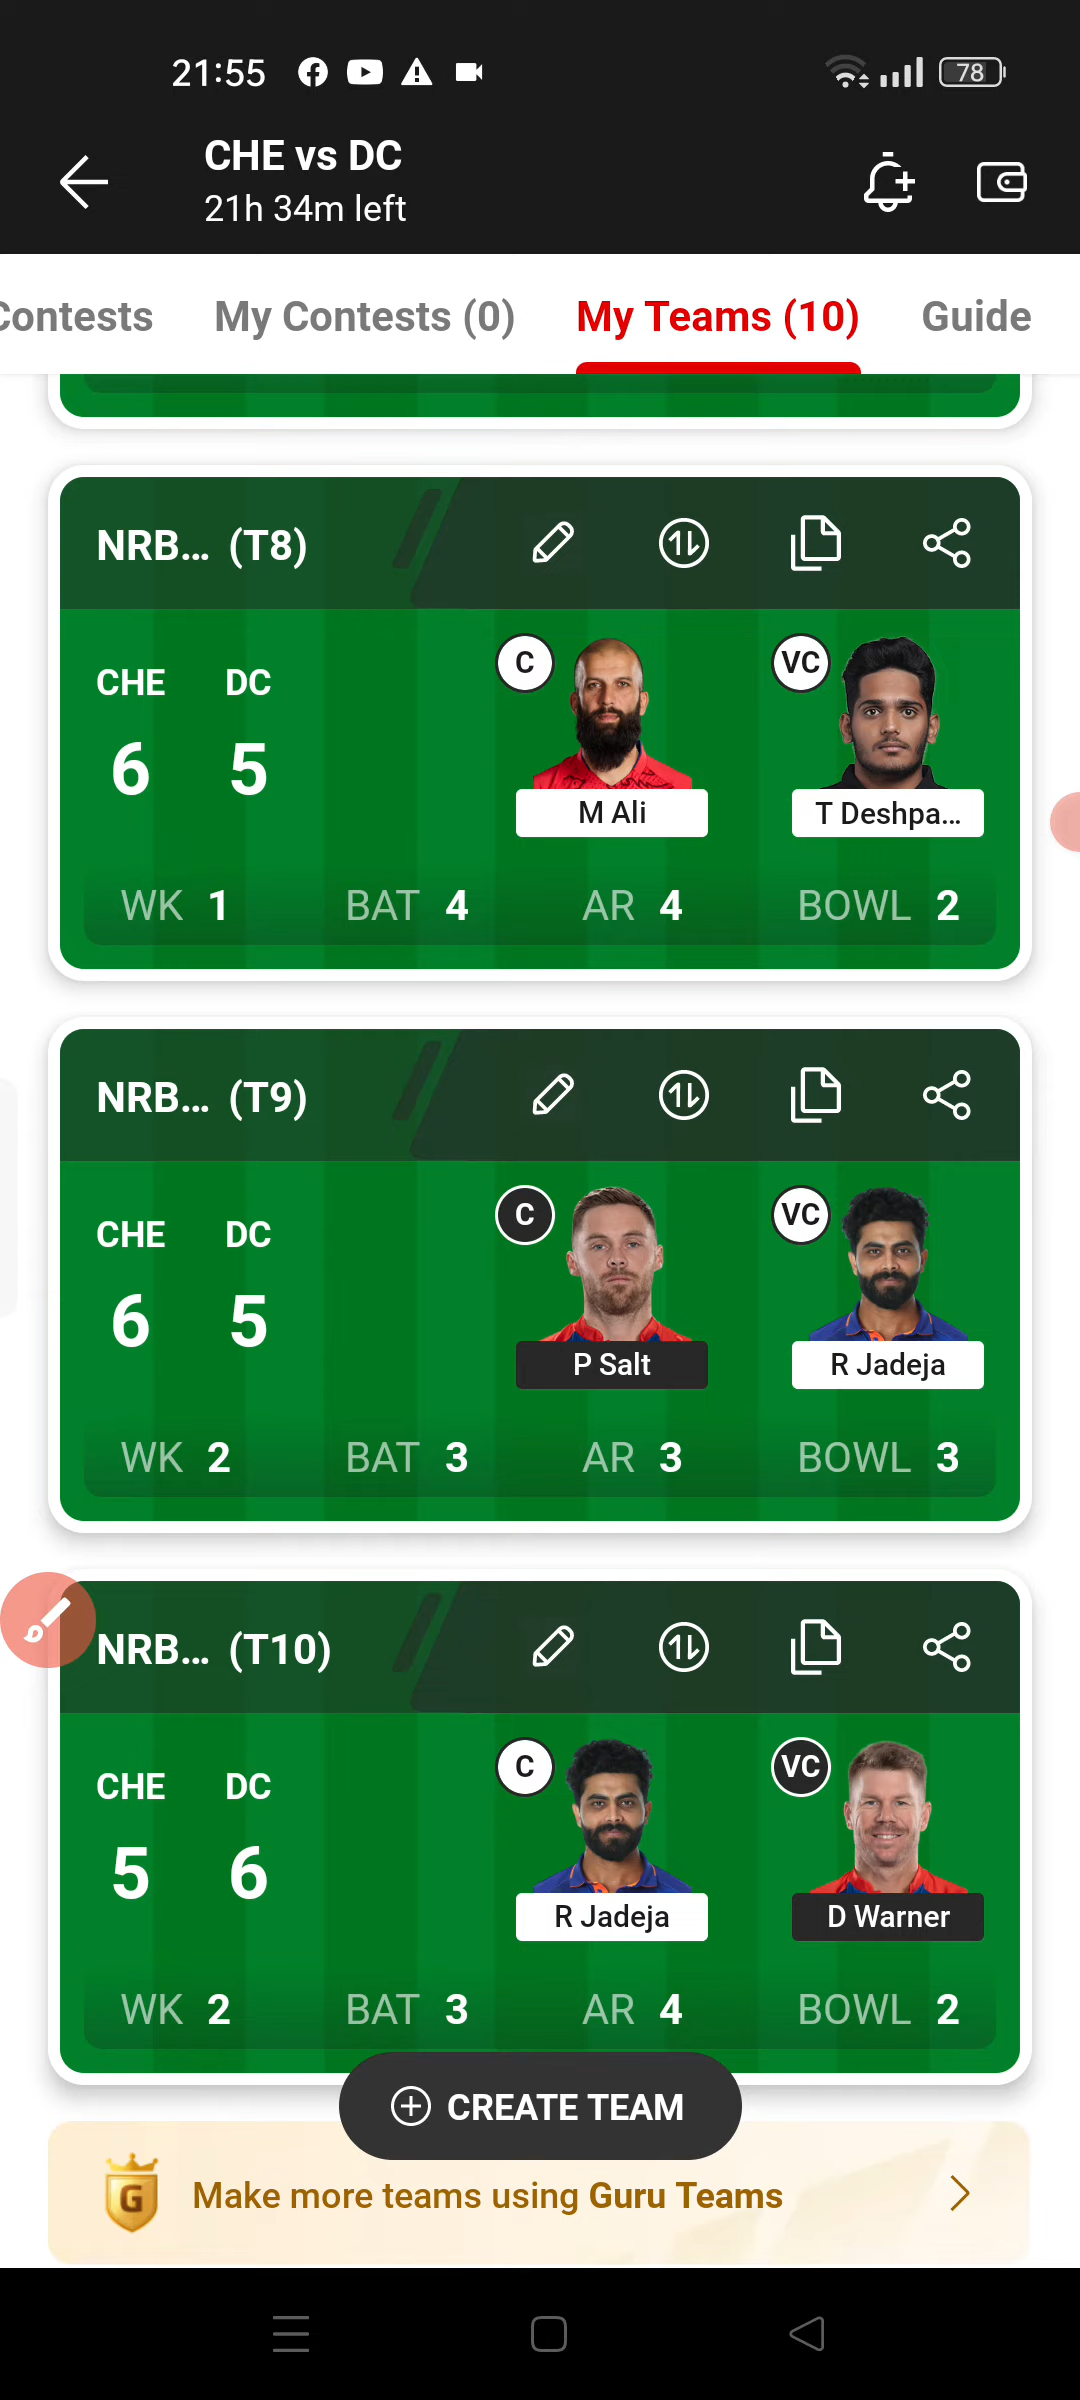 21:55
78
CHE vs DC
21h 34m left
Contests My Contests (0) My Teams (10) Guide
NRB... (T8)
C VC
CHE DC
6 5
M Ali T Deshpa...
WK 1 BAT 4 AR 4 BOWL 2
NRB... (T9)
C VC
CHE DC
6 5
P Salt R Jadeja
WK 2 BAT 3 AR 3 BOWL 3
NRB... (T10)
C VC
CHE DC
5 6
R Jadeja D Warner
WK 2 BAT 3 AR 4 BOWL 2
CREATE TEAM
G Make more teams using Guru Teams